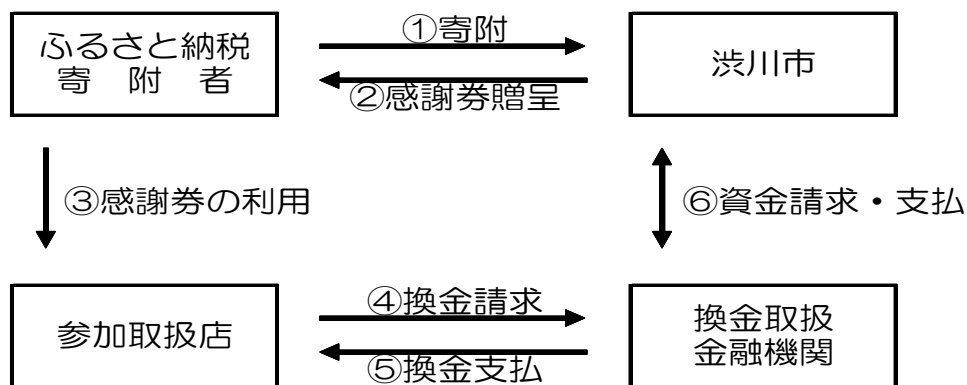 ふるさと納税
寄　附　者
①寄附
②感謝券贈呈
渋川市
③感謝券の利用
⑥資金請求・支払
参加取扱店
④換金請求
⑤換金支払
換金取扱
金融機関